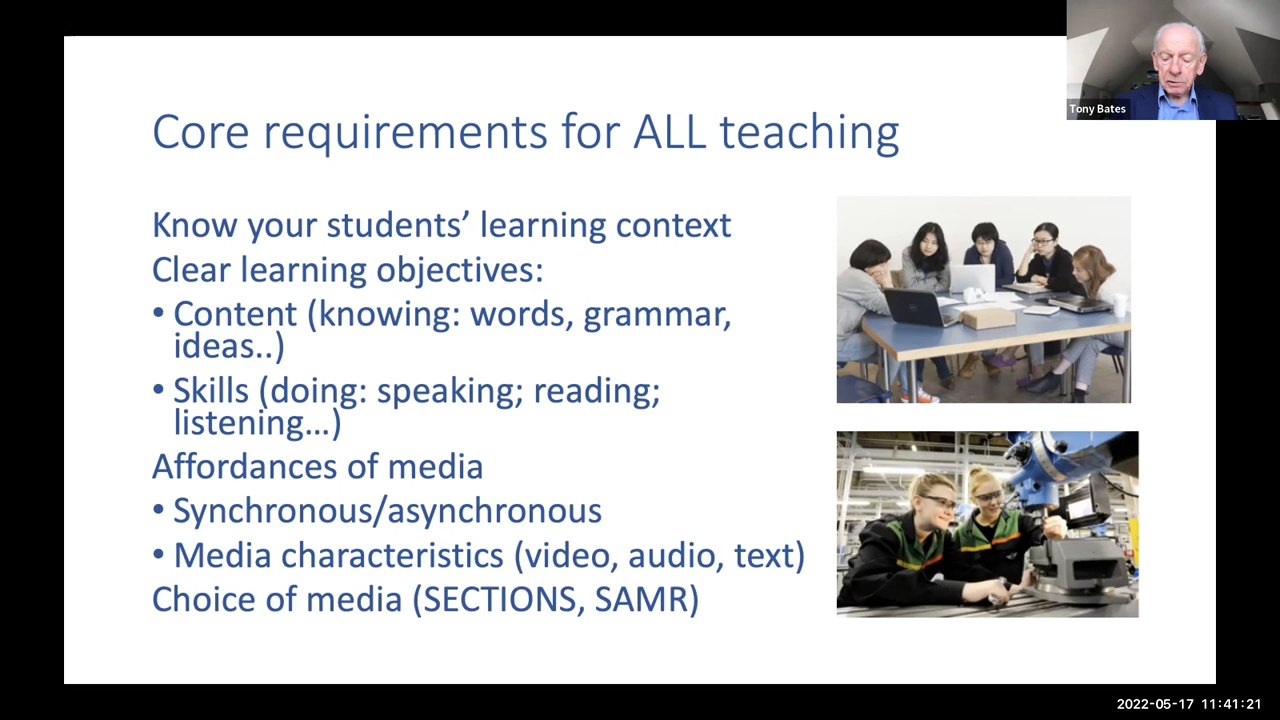 Tony Bates
Core requirements for ALL teaching
Know your students’ learning context
Clear learning objectives:
• Content (knowing: words, grammar,
ideas..)
• Skills (doing: speaking; reading;
listening…)
Affordances of media
• Synchronous/asynchronous
• Media characteristics (video, audio, text)
Choice of media (SECTIONS, SAMR)
2022-05-17 11:41:21